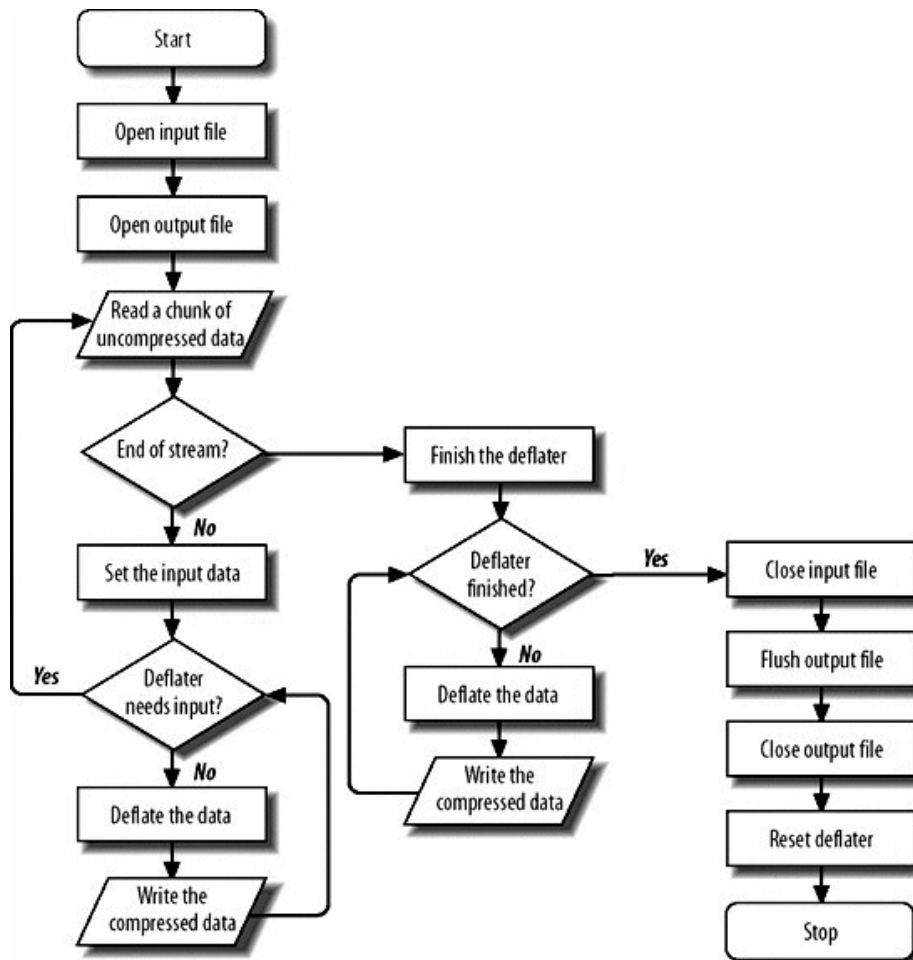 Start
Open input file
Open output file
Read a chunk of
uncompressed data
End of stream?
No
Set the input data
Deflater
needs input?
Yes
No
Deflate the data
Write the
compressed data
Finish the deflater
Deflater
finished?
Yes
No
Deflate the data
Write the
compressed data
Close input file
Flush output file
Close output file
Reset deflater
Stop